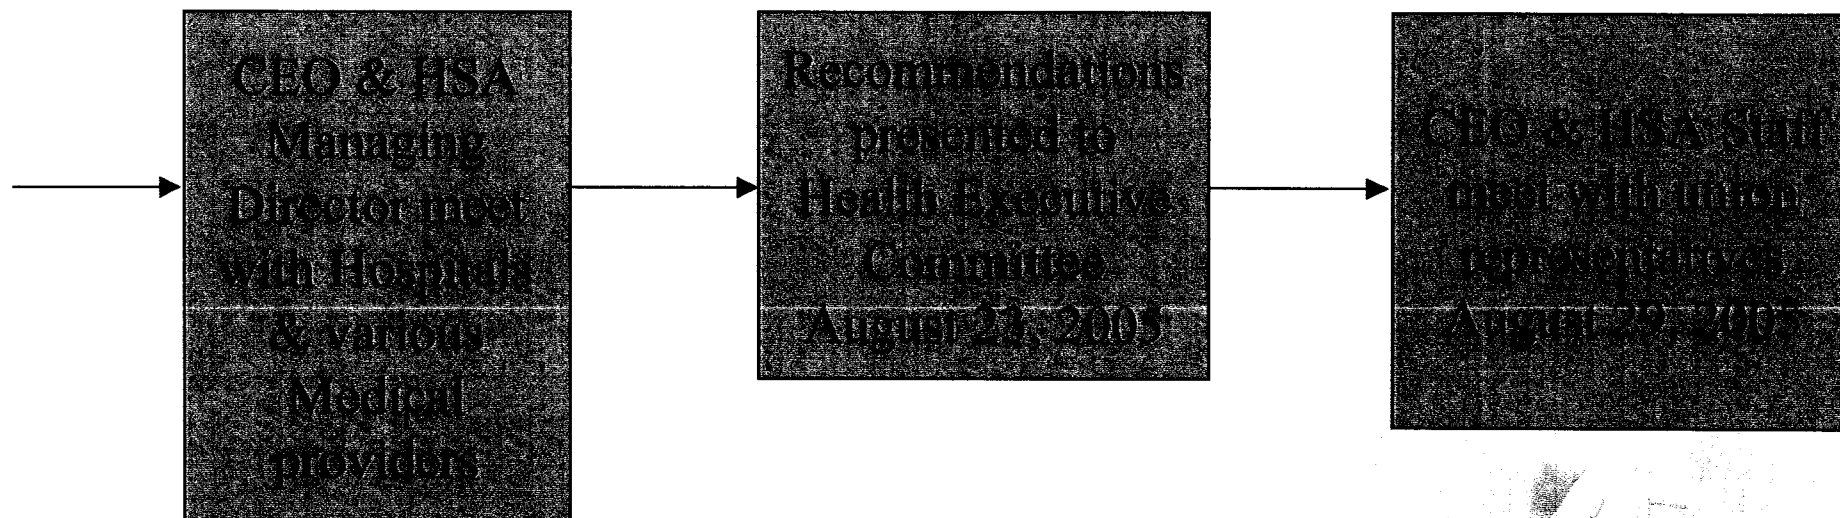 CEO & HSA
Managing
Director meet
with Hospitals
& various
Medical
providers
Recommendations
presented to
Health Executive
Committee
August 22, 2005
CEO & HSA Staff
meet with union
representatives
August 29, 2005